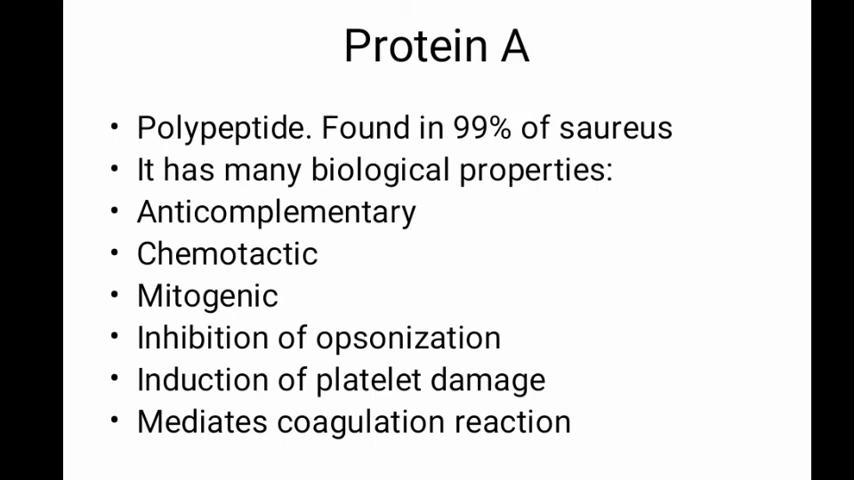 Protein A
• Polypeptide. Found in 99% of saureus
• It has many biological properties:
• Anticomplementary
• Chemotactic
• Mitogenic
• Inhibition of opsonization
• Induction of platelet damage
• Mediates coagulation reaction